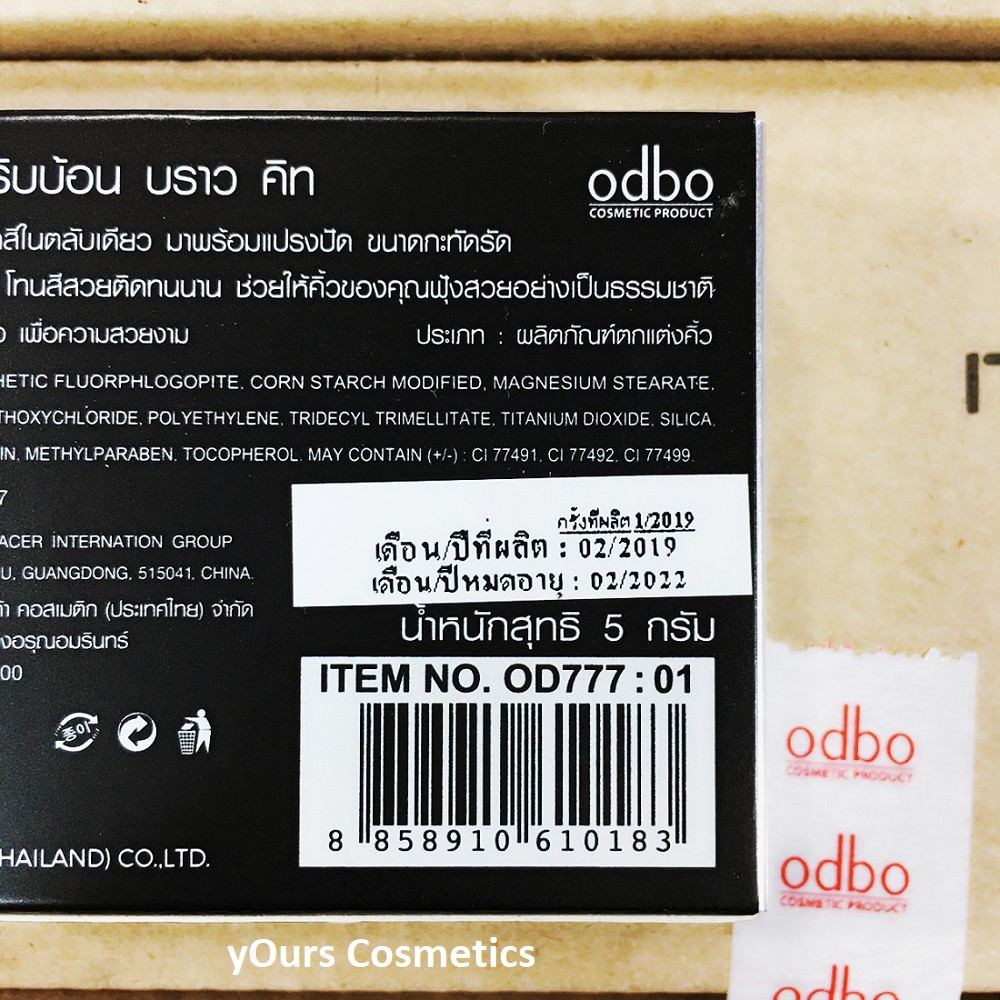 ริบบ้อน บราว คิท
odbo
COSMETIC PRODUCT
สีในตลับเดียว มาพร้อมแปรงปัด ขนาดกะทัดรัด
โทนสีสวยติดทนนาน ช่วยให้คิ้วของคุณฟุ้งสวยอย่างเป็นธรรมชาติ
เพื่อความสวยงาม ประเภท : ผลิตภัณฑ์ตกแต่งคิ้ว
HETIC FLUORPHLOGOPITE, CORN STARCH MODIFIED, MAGNESIUM STEARATE,
THOXYCHLORIDE, POLYETHYLENE, TRIDECYL TRIMELLITATE, TITANIUM DIOXIDE, SILICA,
IN, METHYLPARABEN, TOCOPHEROL. MAY CONTAIN (+/-) : CI 77491, CI 77492, CI 77499.
7
ครั้งที่ผลิต 1/2019
เดือน/ปีที่ผลิต : 02/2019
เดือน/ปีหมดอายุ : 02/2022
ACER INTERNATION GROUP
U, GUANGDONG, 515041, CHINA.
คอสเมติก (ประเทศไทย) จำกัด
งอรุณอมรินทร์
00
น้ำหนักสุทธิ 5 กรัม
ITEM NO. OD777 : 01
8 858910 610183
종이
HAILAND) CO.,LTD.
odbo
COSMETIC PRODUCT
odbo
COSMETIC PRODUCT
odbo
yOurs Cosmetics